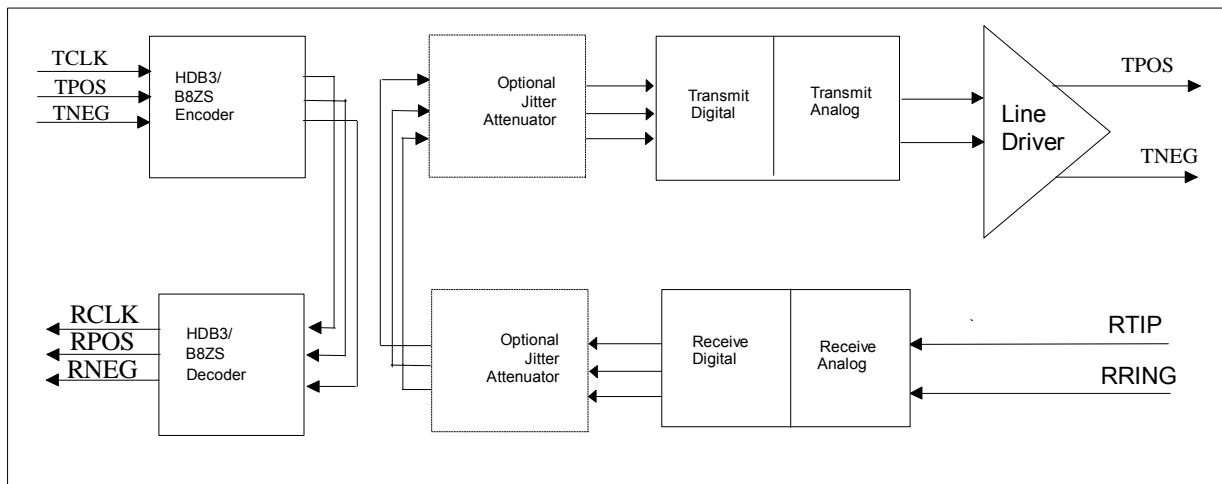 TCLK
TPOS
TNEG
HDB3/
B8ZS
Encoder
Optional
Jitter
Attenuator
Transmit
Digital
Transmit
Analog
Line
Driver
TPOS
TNEG
RCLK
RPOS
RNEG
HDB3/
B8ZS
Decoder
Optional
Jitter
Attenuator
Receive
Digital
Receive
Analog
RTIP
RRING